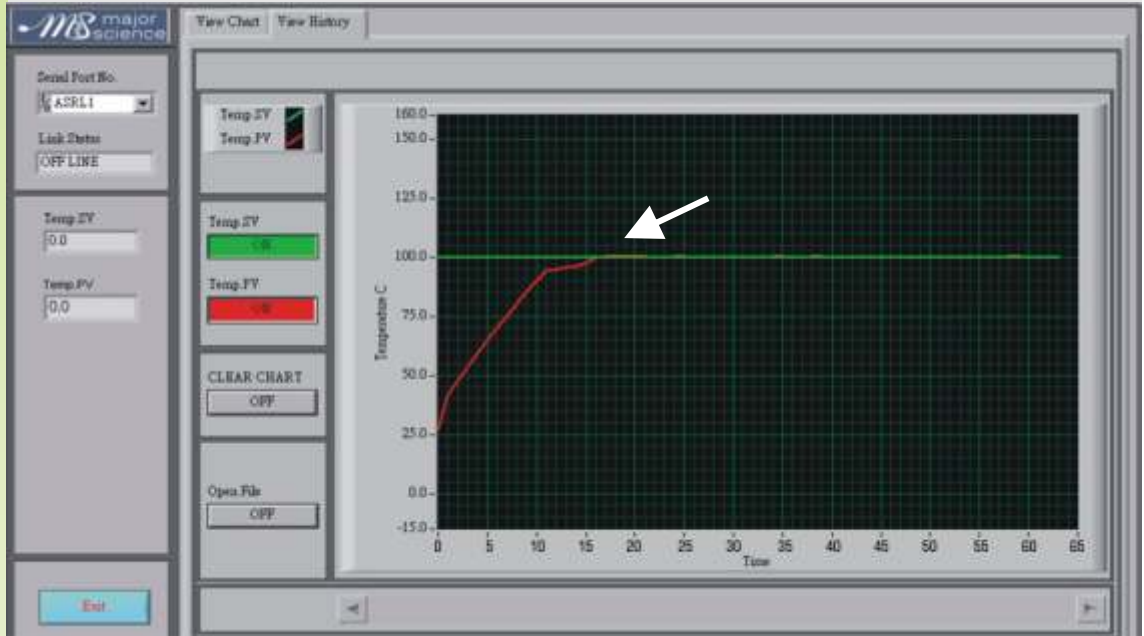 major
science
View Chart
View History
Serial Port No.
ASRL1
Link Status
OFF LINE
Temp.SV
0.0
Temp.PV
0.0
Exit
Temp.SV
Temp.PV
Temp.SV
Temp.PV
CLEAR CHART
OFF
Open File
OFF
160.0
150.0
125.0
100.0
75.0
50.0
25.0
0.0
-15.0
Temperature C
0 5 10 15 20 25 30 35 40 45 50 55 60 65
Time